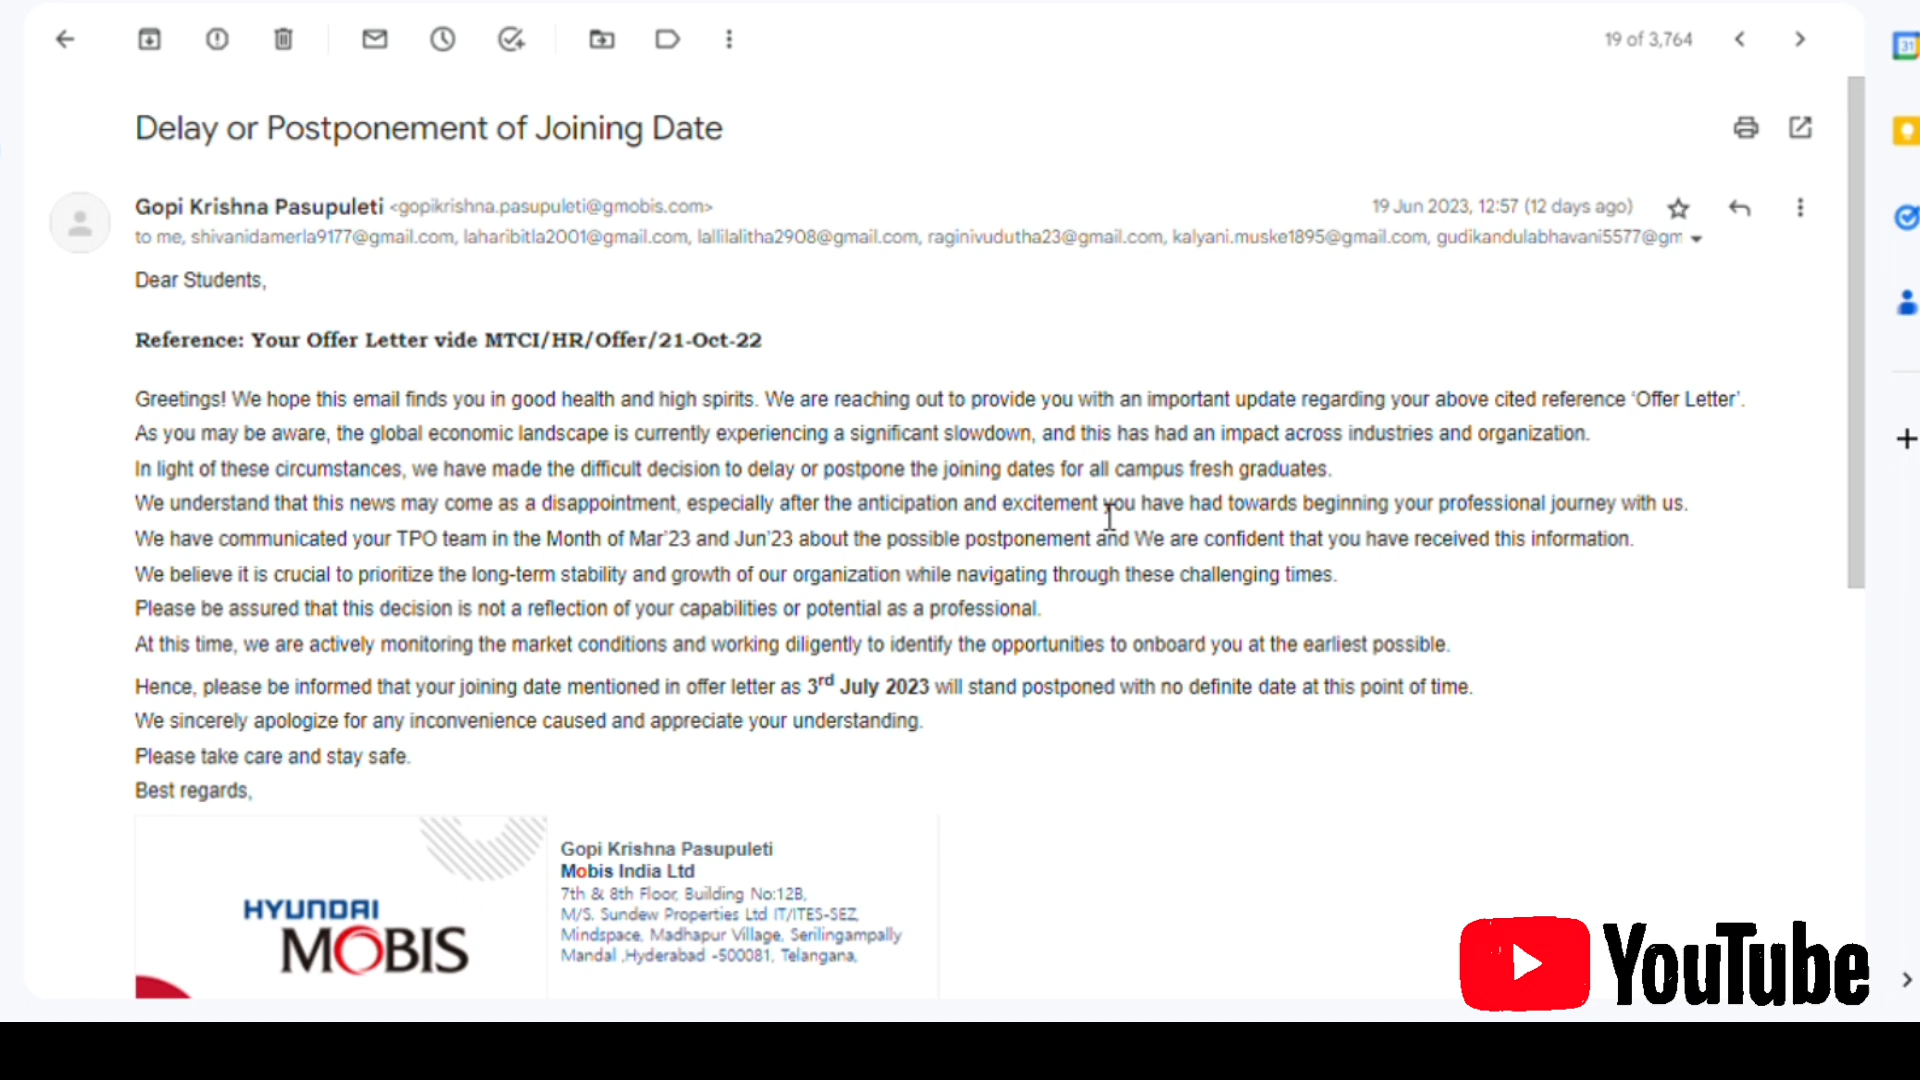 19 of 3,764
31
Delay or Postponement of Joining Date
Gopi Krishna Pasupuleti <gopikrishna.pasupuleti@gmobis.com>
19 Jun 2023, 12:57 (12 days ago)
to me, shivanidamerla9177@gmail.com, laharibitla2001@gmail.com, lallilalitha2908@gmail.com, raginivudutha23@gmail.com, kalyani.muske1895@gmail.com, gudikandulabhavani5577@gm
Dear Students,
Reference: Your Offer Letter vide MTCI/HR/Offer/21-Oct-22
Greetings! We hope this email finds you in good health and high spirits. We are reaching out to provide you with an important update regarding your above cited reference ‘Offer Letter’.
As you may be aware, the global economic landscape is currently experiencing a significant slowdown, and this has had an impact across industries and organization.
In light of these circumstances, we have made the difficult decision to delay or postpone the joining dates for all campus fresh graduates.
We understand that this news may come as a disappointment, especially after the anticipation and excitement you have had towards beginning your professional journey with us.
We have communicated your TPO team in the Month of Mar’23 and Jun’23 about the possible postponement and We are confident that you have received this information.
We believe it is crucial to prioritize the long-term stability and growth of our organization while navigating through these challenging times.
Please be assured that this decision is not a reflection of your capabilities or potential as a professional.
At this time, we are actively monitoring the market conditions and working diligently to identify the opportunities to onboard you at the earliest possible.
Hence, please be informed that your joining date mentioned in offer letter as 3rd July 2023 will stand postponed with no definite date at this point of time.
We sincerely apologize for any inconvenience caused and appreciate your understanding.
Please take care and stay safe.
Best regards,
HYUNDAI
MOBIS
Gopi Krishna Pasupuleti
Mobis India Ltd
7th & 8th Floor, Building No:12B,
M/S. Sundew Properties Ltd IT/ITES-SEZ,
Mindspace, Madhapur Village, Serilingampally
Mandal ,Hyderabad -500081, Telangana,
YouTube